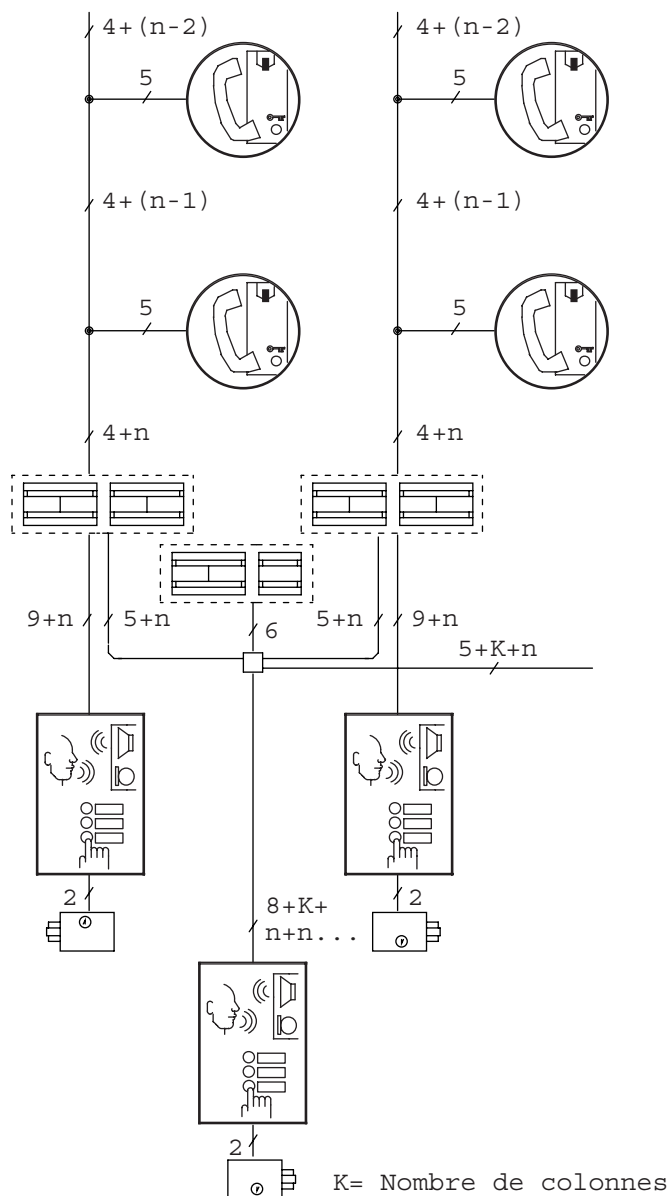 4+(n-2) 4+(n-2)
5 5
4+(n-1) 4+(n-1)
5 5
4+n 4+n
9+n 5+n 6 5+n 9+n
5+K+n
2 2
8+K+
n+n...
2
K= Nombre de colonnes